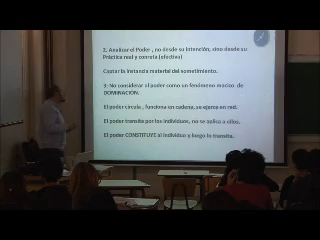 2. Analizar el Poder , no desde su Intención, sino desde su
Práctica real y concreta (efectiva)
Captar la instancia material del sometimiento.
3. No considerar el poder como un fenómeno macizo de
DOMINACIÓN.
El poder circula , funciona en cadena, se ejerce en red.
El poder transita por los individuos, no se aplica a ellos.
El poder CONSTITUYE al individuo y luego lo transita.